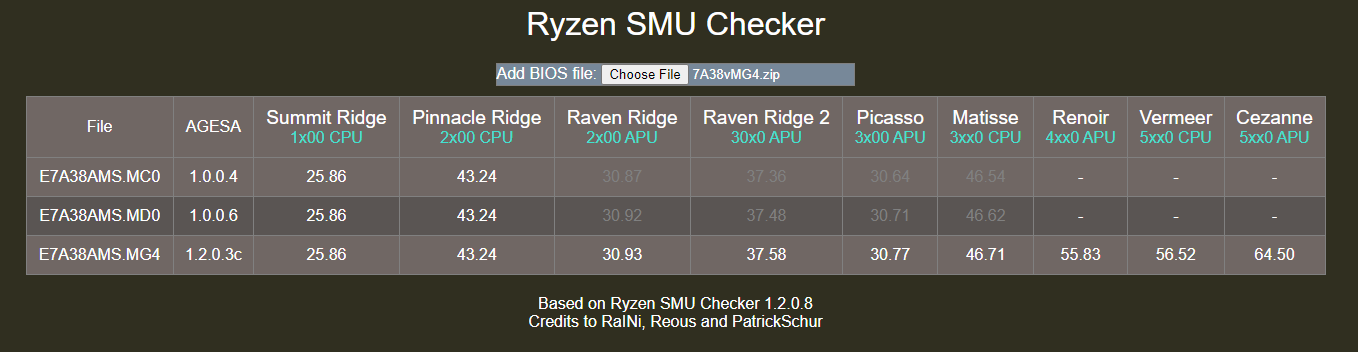 Ryzen SMU Checker
Add BIOS file: Choose File 7A38vMG4.zip
File AGESA Summit Ridge Pinnacle Ridge Raven Ridge Raven Ridge 2 Picasso Matisse Renoir Vermeer Cezanne
1x00 CPU 2x00 CPU 2x00 APU 30x0 APU 3x00 APU 3xx0 CPU 4xx0 APU 5xx0 CPU 5xx0 APU
E7A38AMS.MC0 1.0.0.4 25.86 43.24 30.87 37.36 30.64 46.54 - - -
E7A38AMS.MD0 1.0.0.6 25.86 43.24 30.92 37.48 30.71 46.62 - - -
E7A38AMS.MG4 1.2.0.3c 25.86 43.24 30.93 37.58 30.77 46.71 55.83 56.52 64.50
Based on Ryzen SMU Checker 1.2.0.8
Credits to RaINi, Reous and PatrickSchur